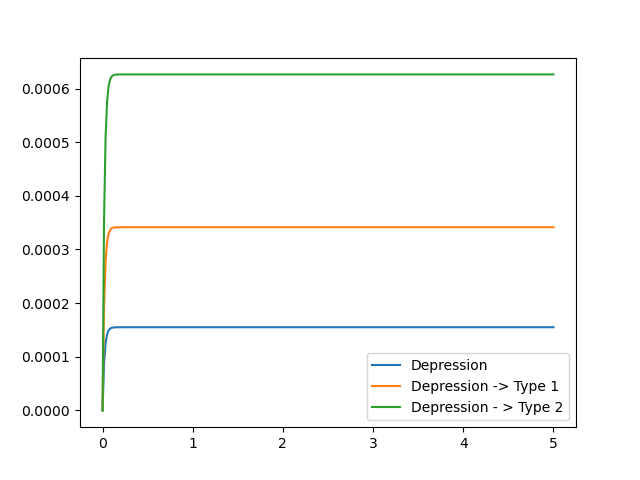 0.0006
0.0005
0.0004
0.0003
0.0002
0.0001
0.0000
0 1 2 3 4 5
Depression
Depression -> Type 1
Depression - > Type 2